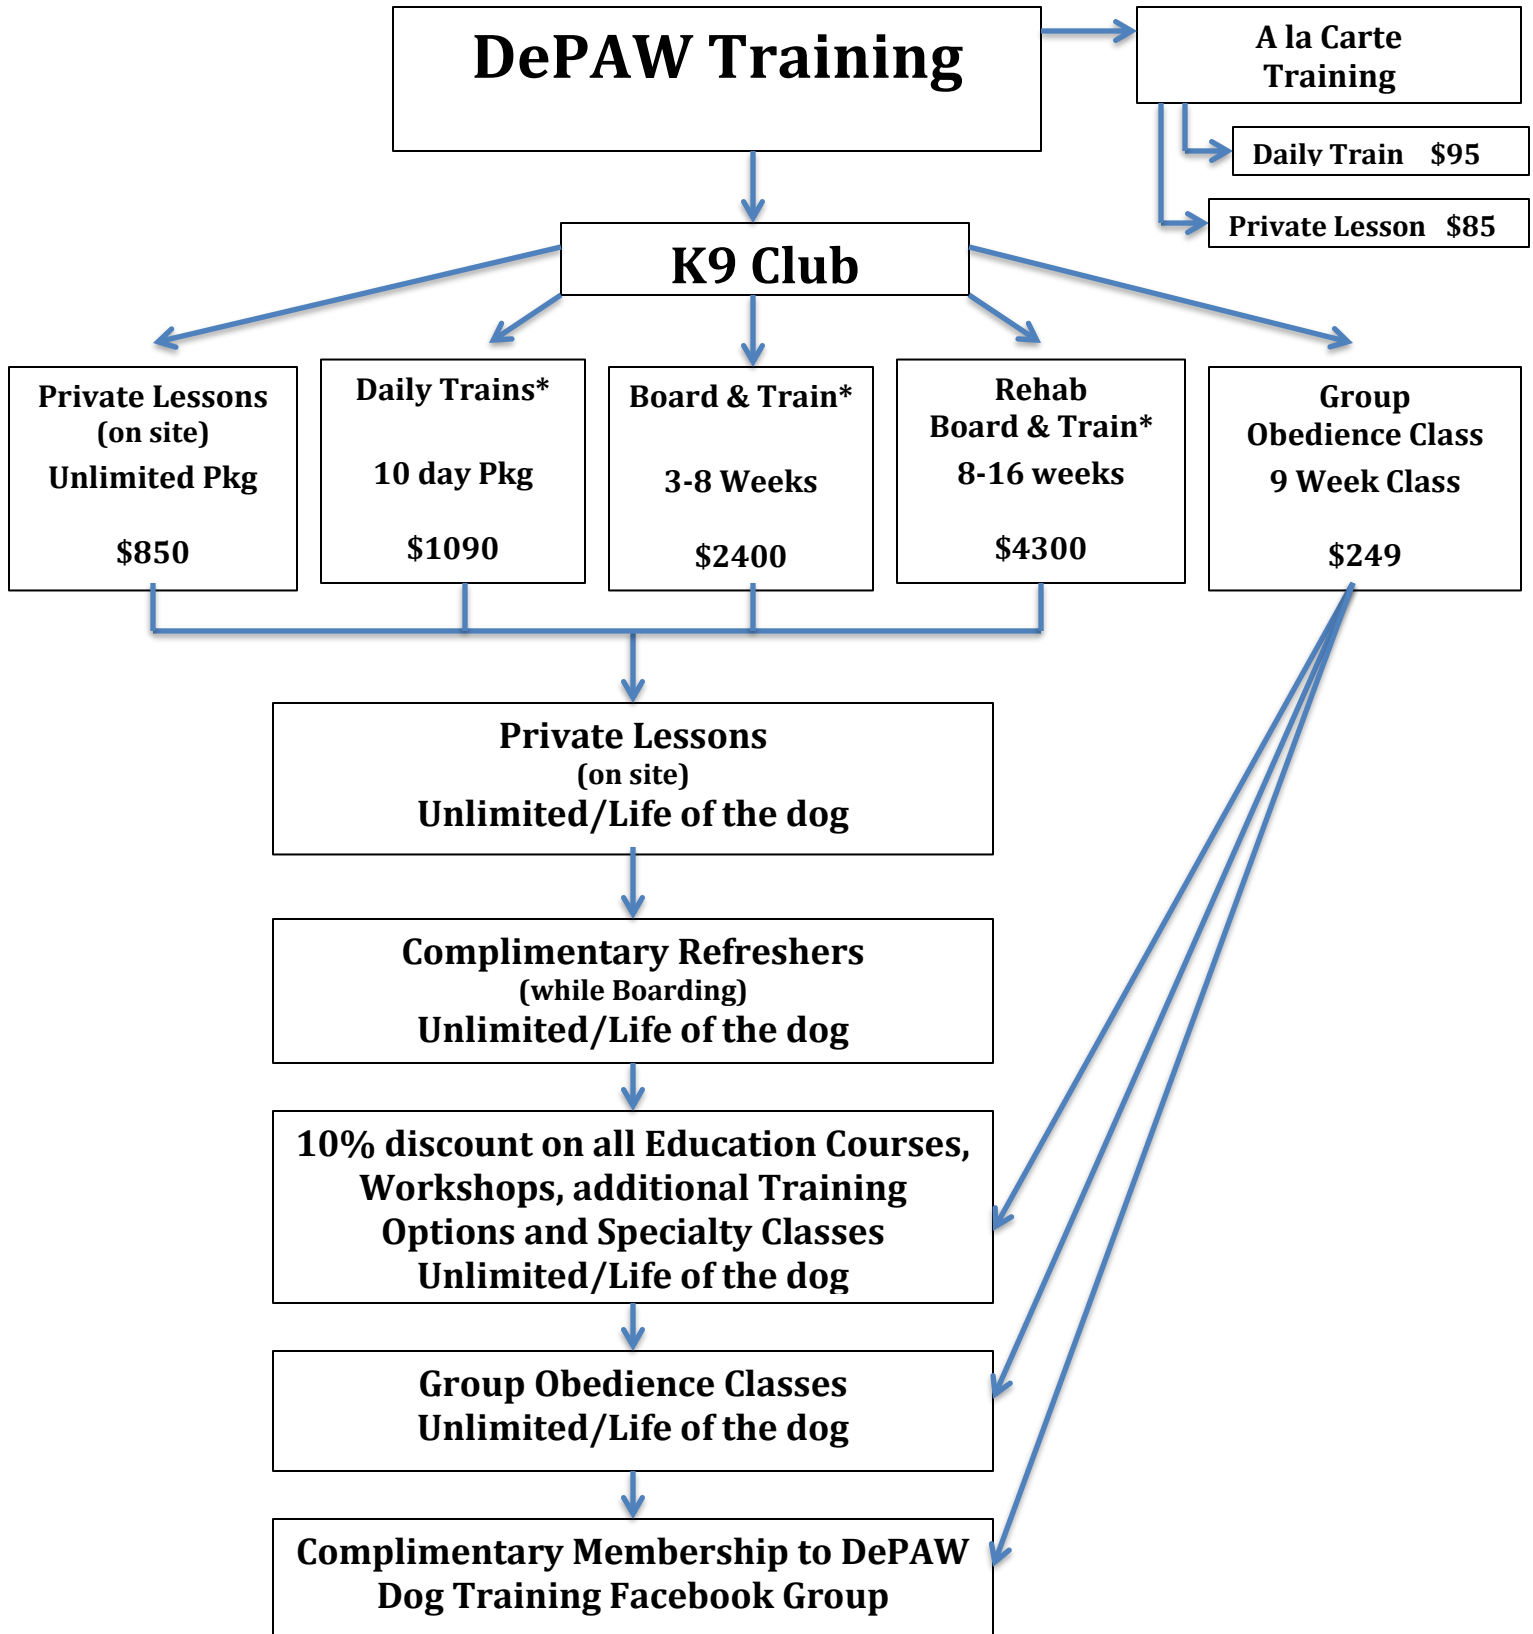 DePAW Training
A la Carte
Training
Daily Train $95
Private Lesson $85
K9 Club
Private Lessons
(on site)
Unlimited Pkg
$850
Daily Trains*
10 day Pkg
$1090
Board & Train*
3-8 Weeks
$2400
Rehab
Board & Train*
8-16 weeks
$4300
Group
Obedience Class
9 Week Class
$249
Private Lessons
(on site)
Unlimited/Life of the dog
Complimentary Refreshers
(while Boarding)
Unlimited/Life of the dog
10% discount on all Education Courses,
Workshops, additional Training
Options and Specialty Classes
Unlimited/Life of the dog
Group Obedience Classes
Unlimited/Life of the dog
Complimentary Membership to DePAW
Dog Training Facebook Group